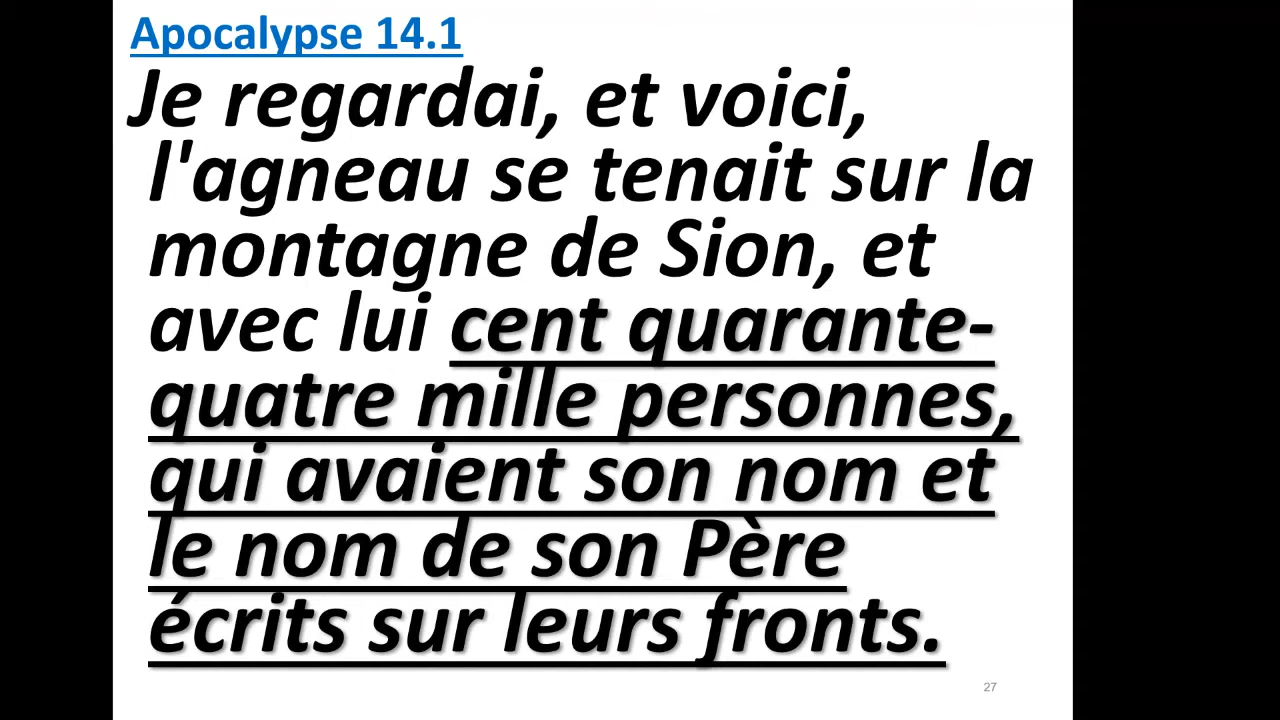 Apocalypse 14.1
Je regardai, et voici,
l'agneau se tenait sur la
montagne de Sion, et
avec lui cent quarante-
quatre mille personnes,
qui avaient son nom et
le nom de son Père
écrits sur leurs fronts.
27